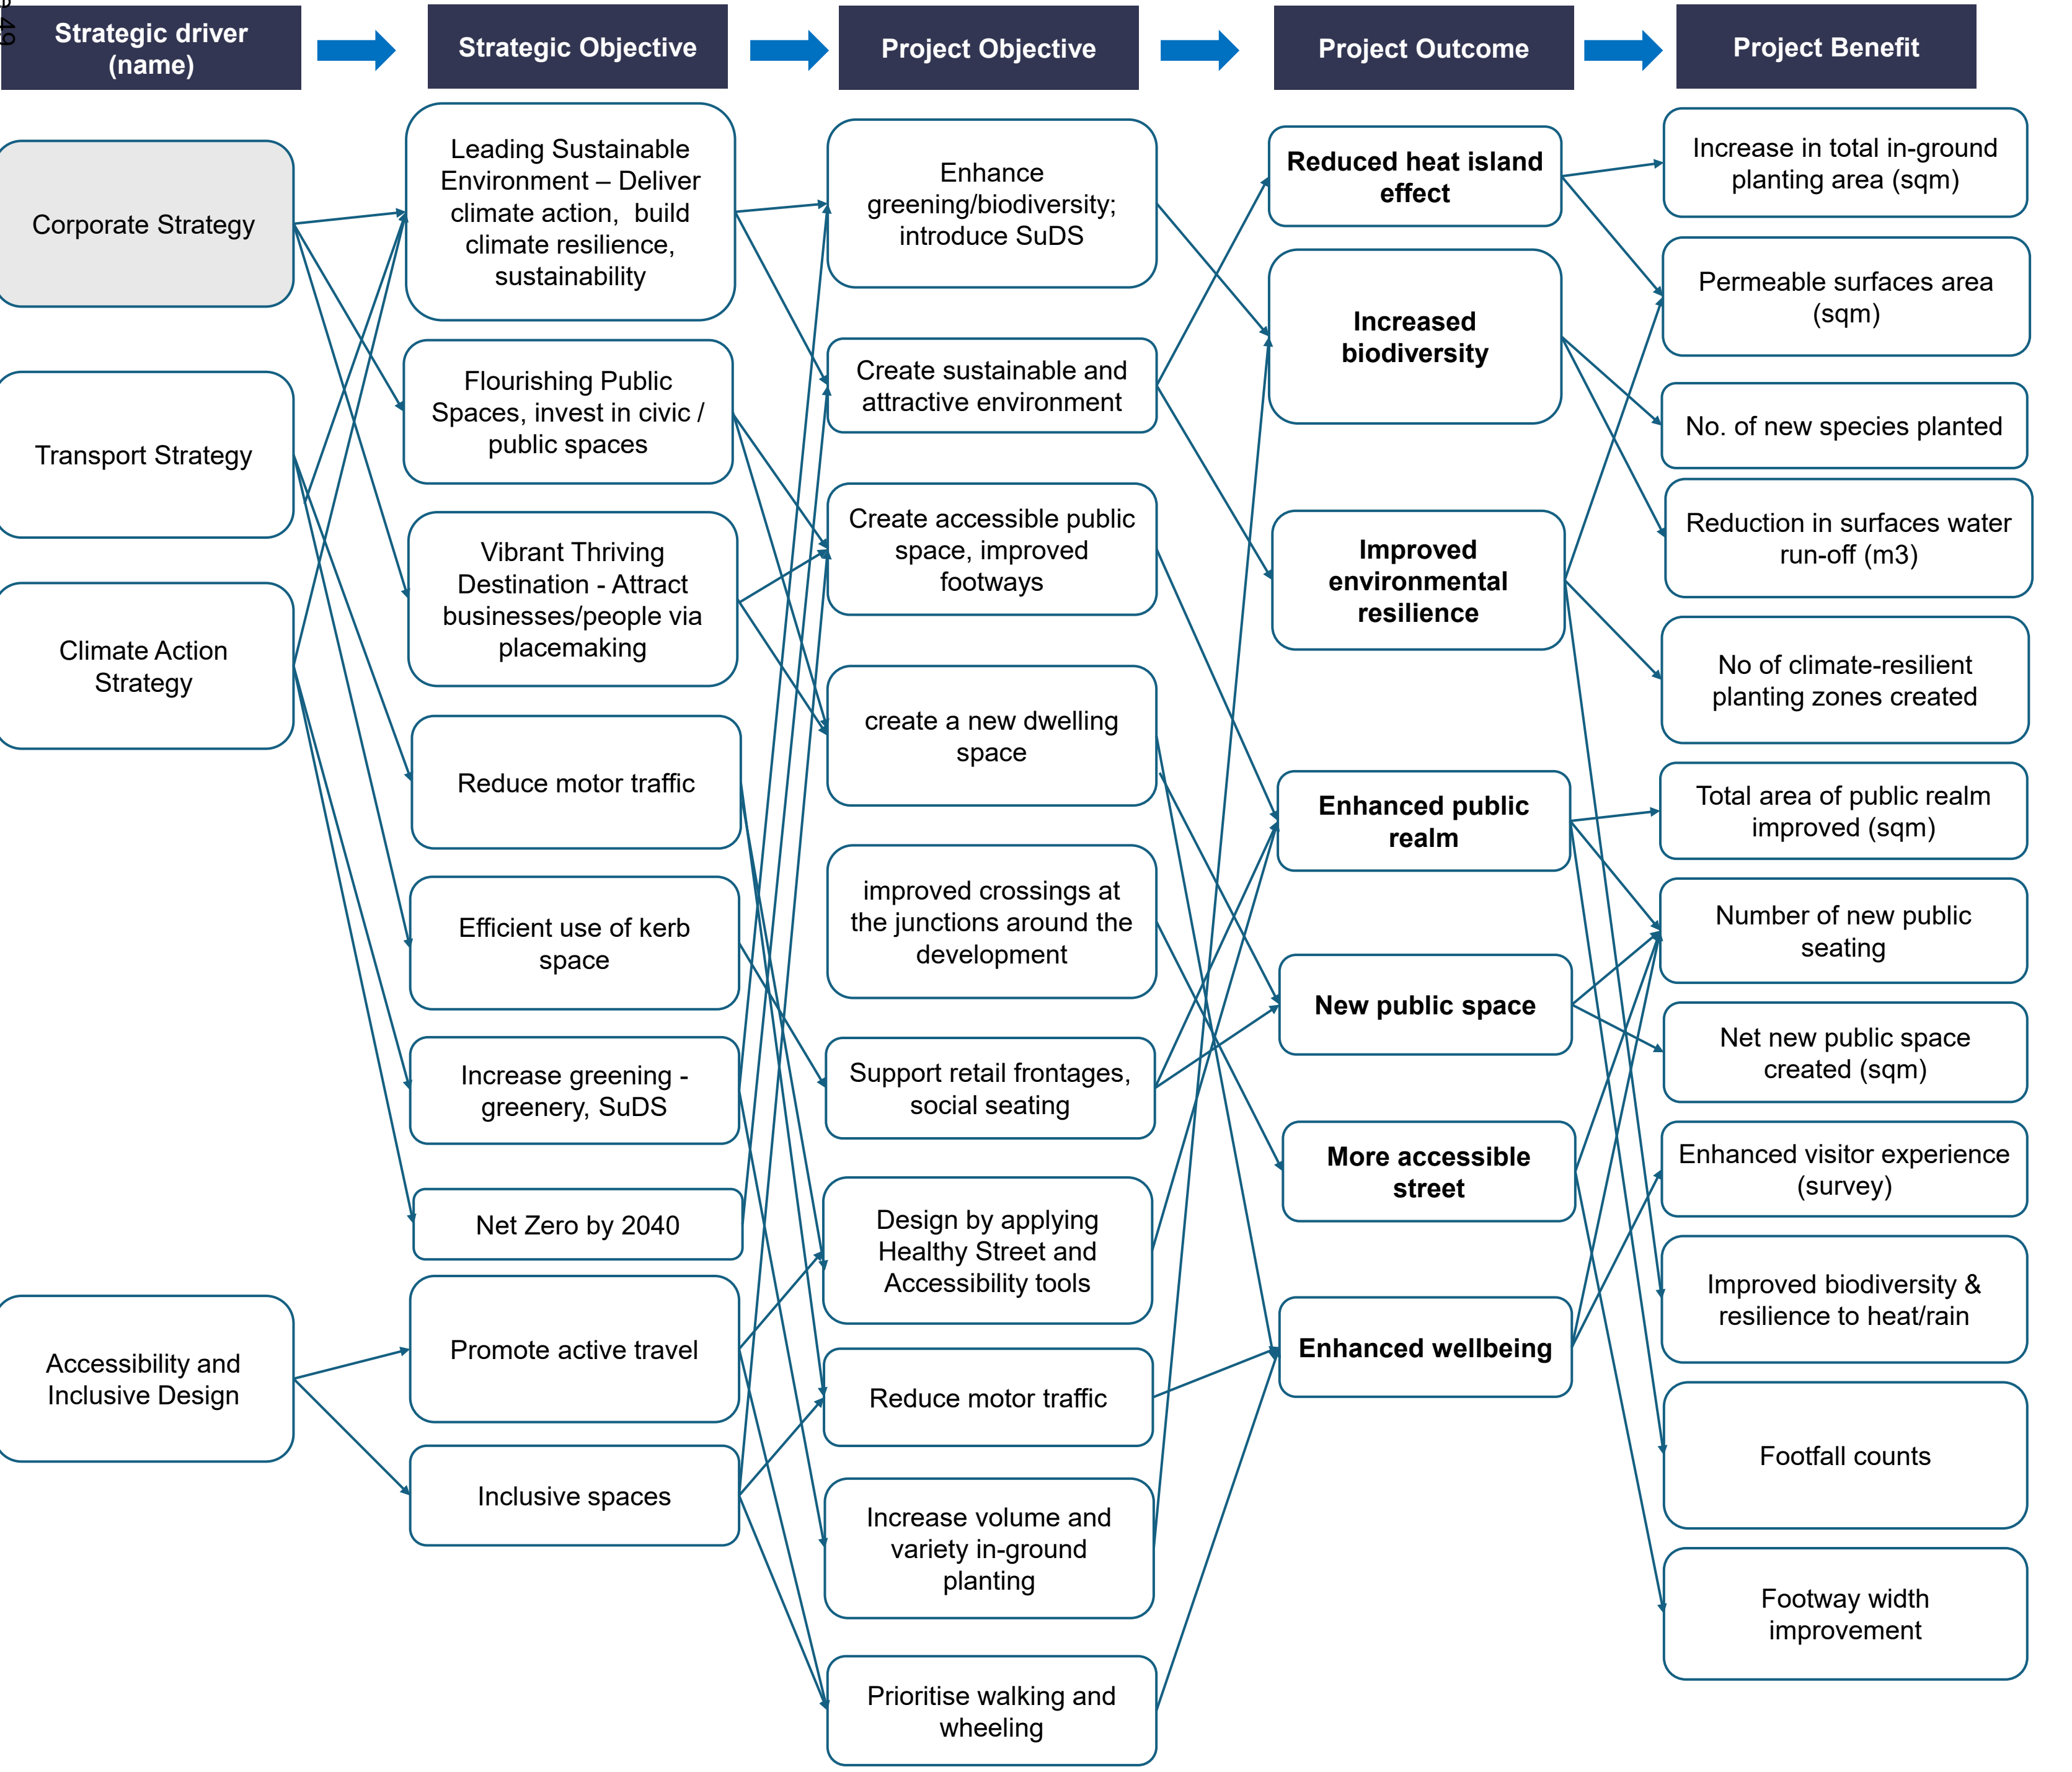 e 49
Strategic driver
(name)
Strategic Objective
Project Objective
Project Outcome
Project Benefit
Corporate Strategy
Transport Strategy
Climate Action
Strategy
Accessibility and
Inclusive Design
Leading Sustainable
Environment – Deliver
climate action,  build
climate resilience,
sustainability
Flourishing Public
Spaces, invest in civic /
public spaces
Vibrant Thriving
Destination - Attract
businesses/people via
placemaking
Reduce motor traffic
Efficient use of kerb
space
Increase greening -
greenery, SuDS
Net Zero by 2040
Promote active travel
Inclusive spaces
Enhance
greening/biodiversity;
introduce SuDS
Create sustainable and
attractive environment
Create accessible public
space, improved
footways
create a new dwelling
space
improved crossings at
the junctions around the
development
Support retail frontages,
social seating
Design by applying
Healthy Street and
Accessibility tools
Reduce motor traffic
Increase volume and
variety in-ground
planting
Prioritise walking and
wheeling
Reduced heat island
effect
Increased
biodiversity
Improved
environmental
resilience
Enhanced public
realm
New public space
More accessible
street
Enhanced wellbeing
Increase in total in-ground
planting area (sqm)
Permeable surfaces area
(sqm)
No. of new species planted
Reduction in surfaces water
run-off (m3)
No of climate-resilient
planting zones created
Total area of public realm
improved (sqm)
Number of new public
seating
Net new public space
created (sqm)
Enhanced visitor experience
(survey)
Improved biodiversity &
resilience to heat/rain
Footfall counts
Footway width
improvement